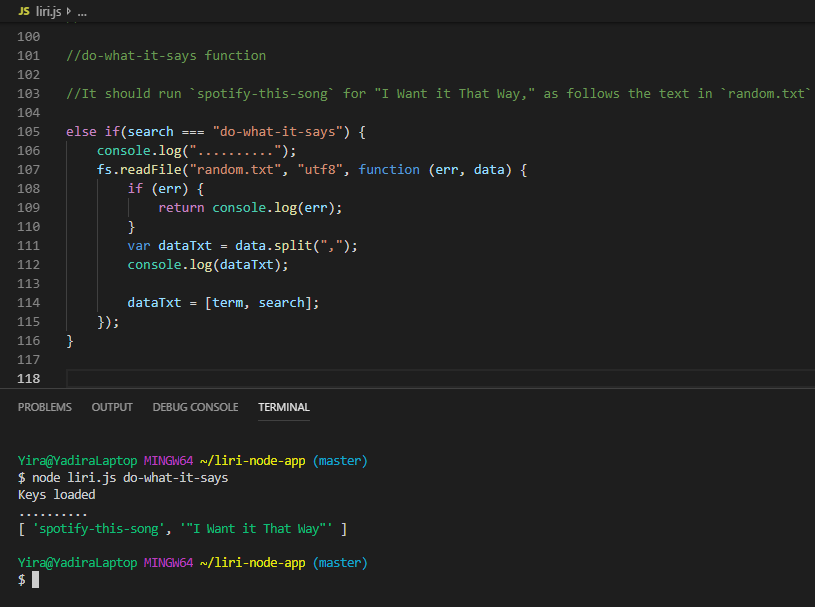 JS liri.js ▸ ...
100
101 //do-what-it-says function
102
103 //It should run `spotify-this-song` for "I Want it That Way," as follows the text in `random.txt`
104
105 else if(search === "do-what-it-says") {
106     console.log("..........");
107     fs.readFile("random.txt", "utf8", function (err, data) {
108         if (err) {
109             return console.log(err);
110         }
111         var dataTxt = data.split(",");
112         console.log(dataTxt);
113
114         dataTxt = [term, search];
115     });
116 }
117
118
PROBLEMS OUTPUT DEBUG CONSOLE TERMINAL
Yira@YadiraLaptop MINGW64 ~/liri-node-app (master)
$ node liri.js do-what-it-says
Keys loaded
..........
[ 'spotify-this-song', '"I Want it That Way"' ]
Yira@YadiraLaptop MINGW64 ~/liri-node-app (master)
$